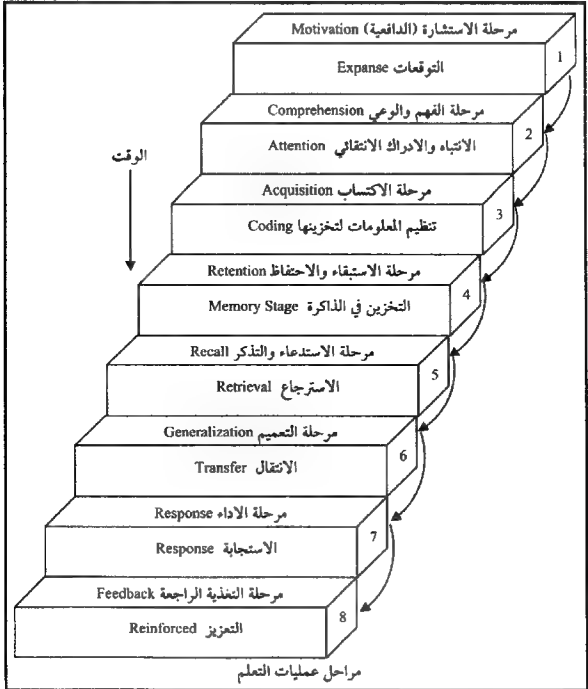 مرحلة الاستشارة (الدافعية) Motivation
1
التوقعات Expanse
مرحلة الفهم والوعي Comprehension
2
الانتباه والادراك الانتقائي Attention
الوقت
مرحلة الاكتساب Acquisition
3
تنظيم المعلومات لتخزينها Coding
مرحلة الاستبقاء والاحتفاظ Retention
4
التخزين في الذاكرة Memory Stage
مرحلة الاستدعاء والتذكر Recall
5
الاسترجاع Retrieval
مرحلة التعميم Generalization
6
الانتقال Transfer
مرحلة الاداء Response
7
الاستجابة Response
مرحلة التغذية الراجعة Feedback
8
التعزيز Reinforced
مراحل عمليات التعلم